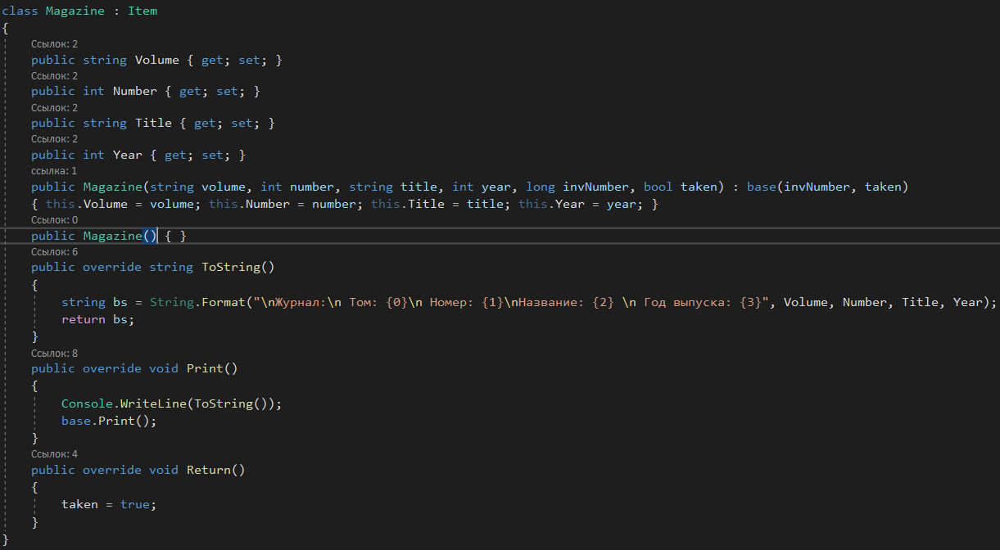 class Magazine : Item
{
Ссылок: 2
public string Volume { get; set; }
Ссылок: 2
public int Number { get; set; }
Ссылок: 2
public string Title { get; set; }
Ссылок: 2
public int Year { get; set; }
ссылка: 1
public Magazine(string volume, int number, string title, int year, long invNumber, bool taken) : base(invNumber, taken)
{ this.Volume = volume; this.Number = number; this.Title = title; this.Year = year; }
Ссылок: 0
public Magazine() { }
Ссылок: 6
public override string ToString()
{
string bs = String.Format("\nЖурнал:\n Том: {0}\n Номер: {1}\nНазвание: {2} \n Год выпуска: {3}", Volume, Number, Title, Year);
return bs;
}
Ссылок: 8
public override void Print()
{
Console.WriteLine(ToString());
base.Print();
}
Ссылок: 4
public override void Return()
{
taken = true;
}
}